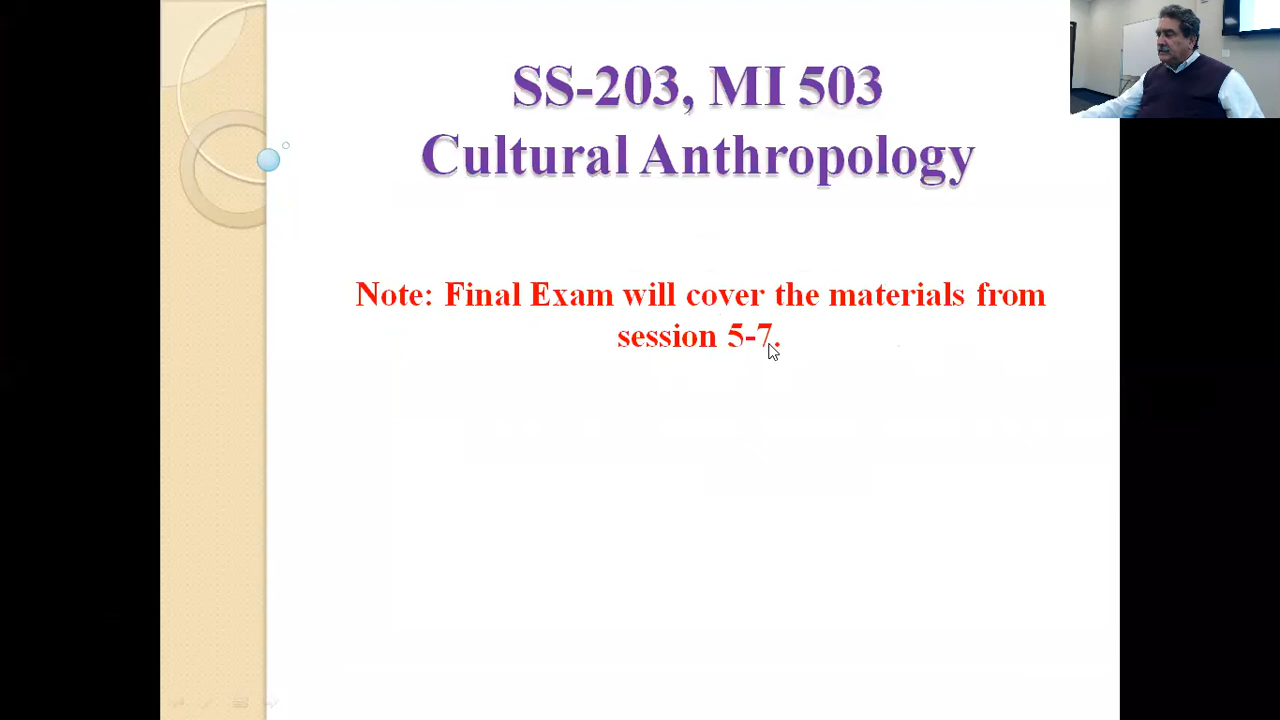 SS-203, MI 503
Cultural Anthropology
Note: Final Exam will cover the materials from
session 5-7.